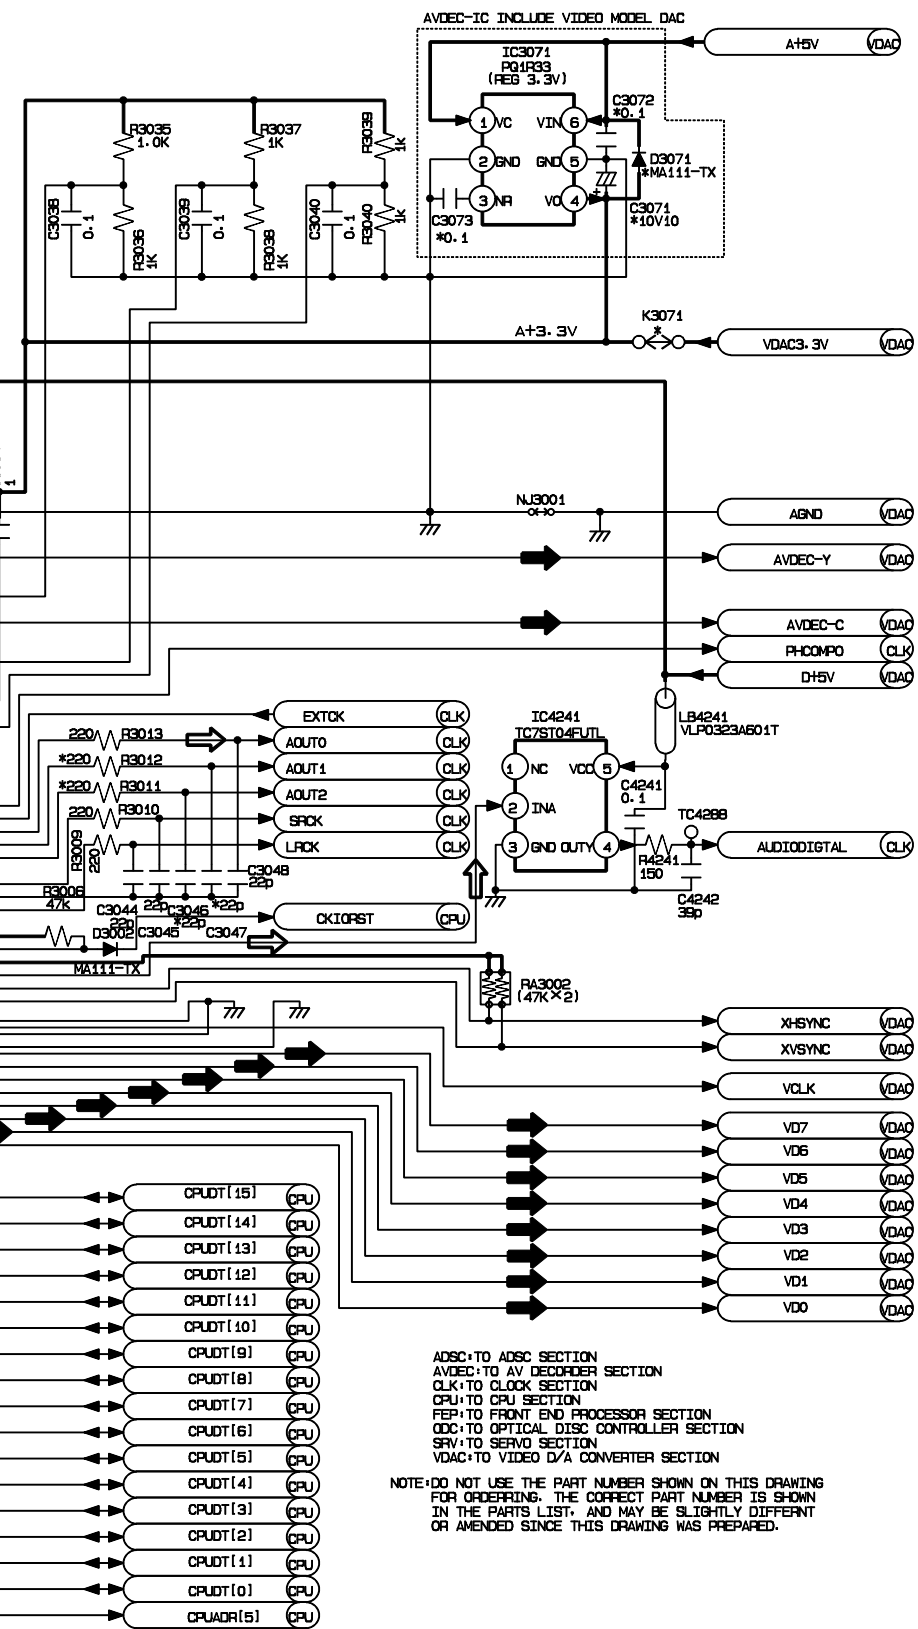 AVDEC-IC INCLUDE VIDEO MODEL DAC
A+5V VDAC
IC3071
PQ1R33
(REG 3.3V)
1 VC
VIN 6
2 GND
GND 5
3 NR
VO 4
C3072
*0.1
D3071
*MA111-TX
+
C3071
*10V10
C3073
*0.1
R3035
1.0K
R3037
1K
R3039
1k
C3038
0.1
R3036
1K
C3039
0.1
R3038
1K
C3040
0.1
R3040
1k
A+3.3V
K3071
*
VDAC3.3V VDAC
1
NJ3001
AGND VDAC
AVDEC-Y VDAC
AVDEC-C VDAC
PHCOMPO CLK
D+5V VDAC
EXTCK CLK
220 R3013
AOUT0 CLK
*220 R3012
AOUT1 CLK
*220 R3011
AOUT2 CLK
220 R3010
SRCK CLK
R3009
220
LRCK CLK
IC4241
TC7ST04FUTL
1 NC
VCC 5
2 INA
3 GND
OUTY 4
LB4241
VLP0323A601T
C4241
0.1
TC4288
R4241
150
AUDIODIGTAL CLK
C4242
39p
C3048
22p
R3006
47k
C3044
22p
22p
C3045
C3046
*22p
*22p
C3047
D3002
MA111-TX
CKIORST CPU
RA3002
(47K×2)
XHSYNC VDAC
XVSYNC VDAC
VCLK VDAC
VD7 VDAC
VD6 VDAC
VD5 VDAC
VD4 VDAC
VD3 VDAC
VD2 VDAC
VD1 VDAC
VD0 VDAC
CPUDT[15] CPU
CPUDT[14] CPU
CPUDT[13] CPU
CPUDT[12] CPU
CPUDT[11] CPU
CPUDT[10] CPU
CPUDT[9] CPU
CPUDT[8] CPU
CPUDT[7] CPU
CPUDT[6] CPU
CPUDT[5] CPU
CPUDT[4] CPU
CPUDT[3] CPU
CPUDT[2] CPU
CPUDT[1] CPU
CPUDT[0] CPU
CPUADR[5] CPU
ADSC:TO ADSC SECTION
AVDEC:TO AV DECORDER SECTION
CLK:TO CLOCK SECTION
CPU:TO CPU SECTION
FEP:TO FRONT END PROCESSOR SECTION
ODC:TO OPTICAL DISC CONTROLLER SECTION
SRV:TO SERVO SECTION
VDAC:TO VIDEO D/A CONVERTER SECTION
NOTE:DO NOT USE THE PART NUMBER SHOWN ON THIS DRAWING
FOR ORDERRING. THE CORRECT PART NUMBER IS SHOWN
IN THE PARTS LIST, AND MAY BE SLIGHTLY DIFFERNT
OR AMENDED SINCE THIS DRAWING WAS PREPARED.